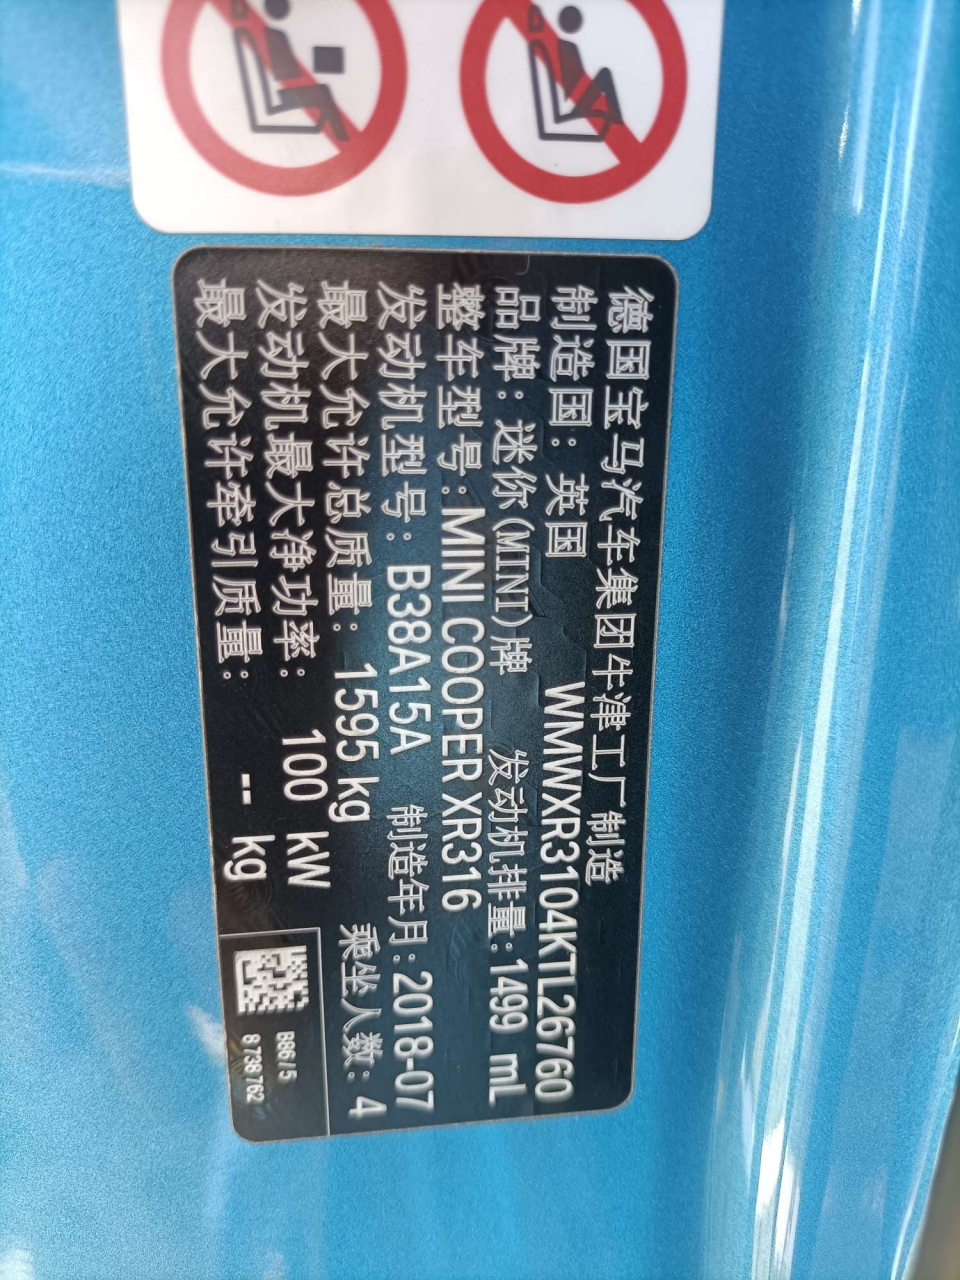 德国宝马汽车集团牛津工厂制造
制造国: 英国 WMWXR3104KTL26760
品牌: 迷你(MINI)牌 发动机排量: 1499 mL
整车型号: MINI COOPER XR316
发动机型号: B38A15A 制造年月: 2018-07
最大允许总质量: 1595 kg 乘坐人数: 4
发动机最大净功率: 100 kW
最大允许牵引质量: -- kg
B86/5
8 738 762